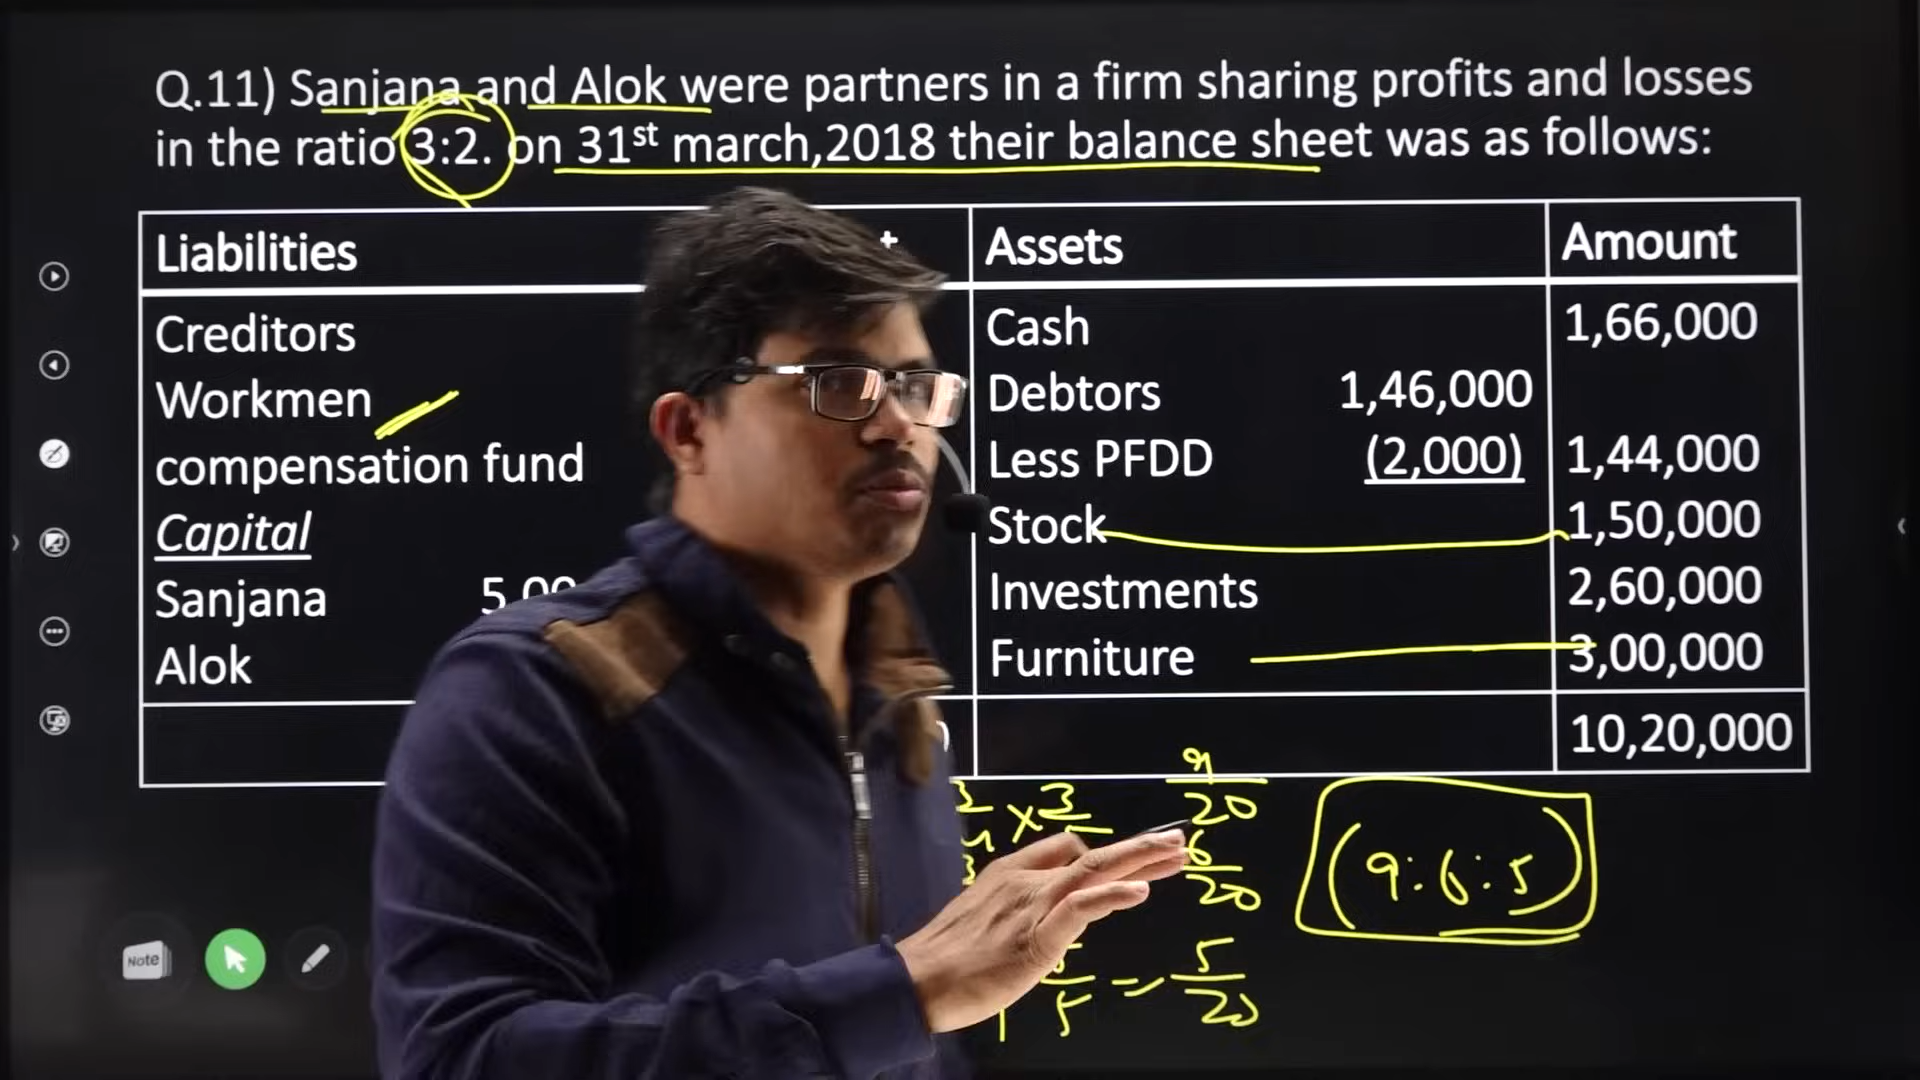 Q.11) Sanjana and Alok were partners in a firm sharing profits and losses
in the ratio 3:2. on 31st march,2018 their balance sheet was as follows:
Liabilities Assets Amount
Creditors Cash 1,66,000
Workmen Debtors 1,46,000
compensation fund Less PFDD (2,000) 1,44,000
Capital Stock 1,50,000
Sanjana Investments 2,60,000
Alok Furniture 3,00,000
10,20,000
9/20
6/20
5/20
(9:6:5)
Note